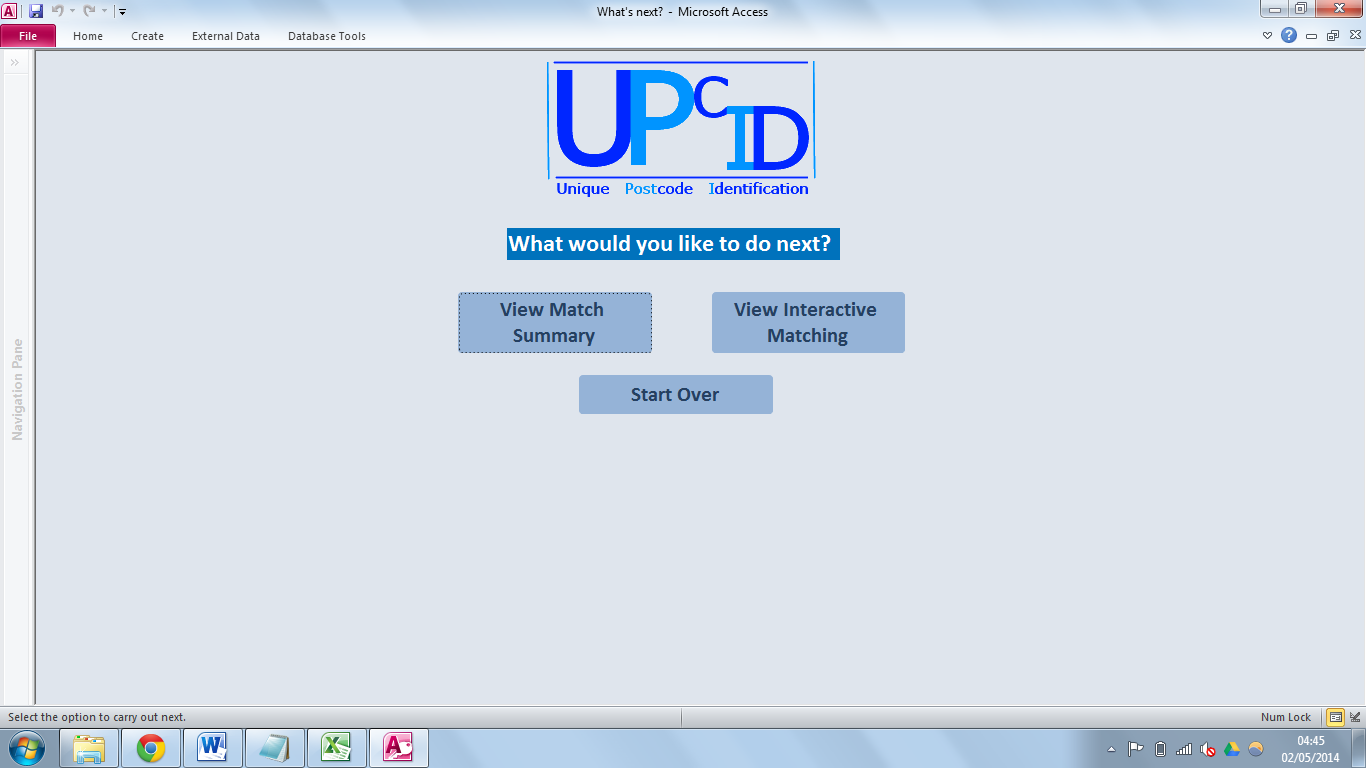 What's next? - Microsoft Access
File Home Create External Data Database Tools
UPcID
Unique Postcode Identification
What would you like to do next?
View Match
Summary
View Interactive
Matching
Start Over
Navigation Pane
Select the option to carry out next.
Num Lock
04:45
02/05/2014